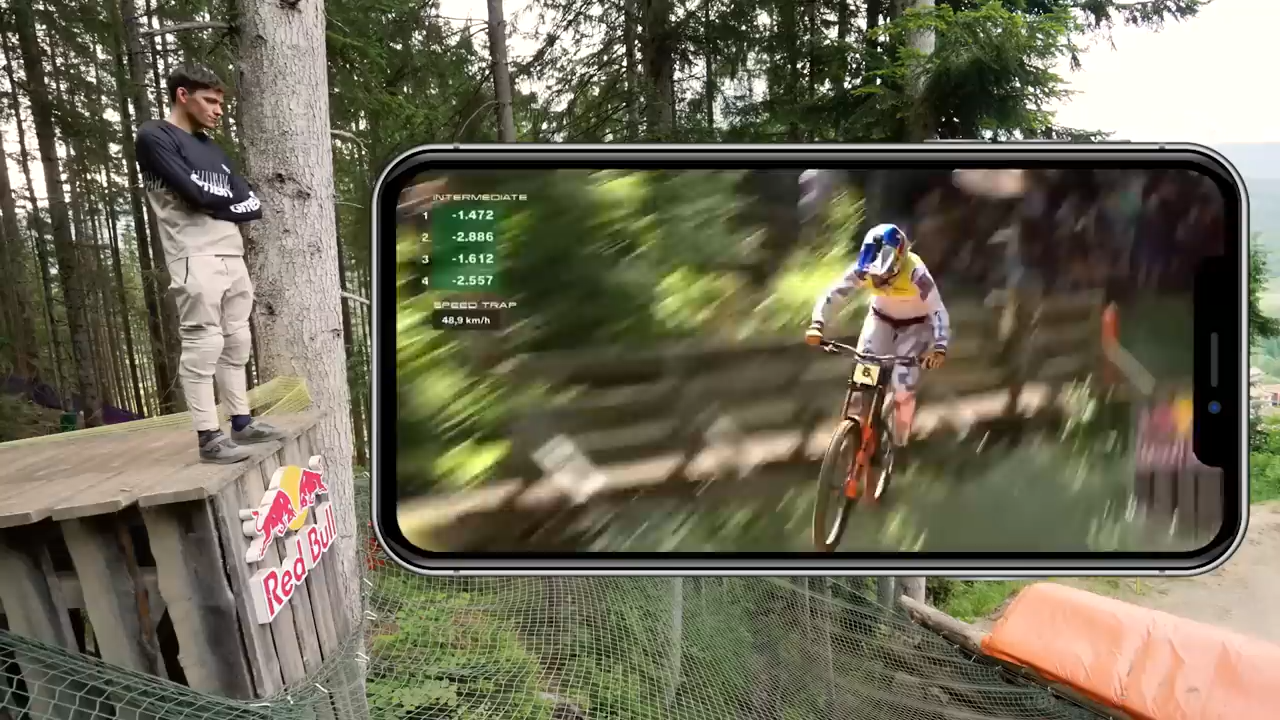 INTERMEDIATE
1 -1.472
2 -2.886
3 -1.612
4 -2.557
SPEED TRAP
48,9 km/h
Red Bull